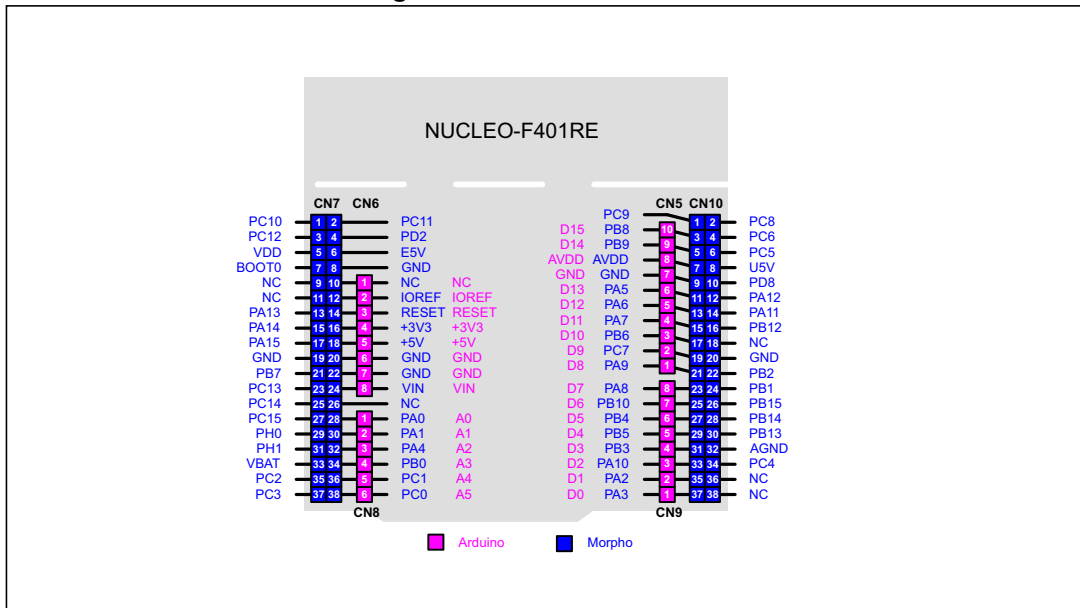 NUCLEO-F401RE
CN7 CN6 CN5 CN10
PC10 1 2 PC11 PC9 1 2 PC8
PC12 3 4 PD2 D15 PB8 10 3 4 PC6
VDD 5 6 E5V D14 PB9 9 5 6 PC5
BOOT0 7 8 GND AVDD AVDD 8 7 8 U5V
NC 9 10 1 NC NC GND GND 7 9 10 PD8
NC 11 12 2 IOREF IOREF D13 PA5 6 11 12 PA12
PA13 13 14 3 RESET RESET D12 PA6 5 13 14 PA11
PA14 15 16 4 +3V3 +3V3 D11 PA7 4 15 16 PB12
PA15 17 18 5 +5V +5V D10 PB6 3 17 18 NC
GND 19 20 6 GND GND D9 PC7 2 19 20 GND
PB7 21 22 7 GND GND D8 PA9 1 21 22 PB2
PC13 23 24 8 VIN VIN D7 PA8 8 23 24 PB1
PC14 25 26 NC D6 PB10 7 25 26 PB15
PC15 27 28 1 PA0 A0 D5 PB4 6 27 28 PB14
PH0 29 30 2 PA1 A1 D4 PB5 5 29 30 PB13
PH1 31 32 3 PA4 A2 D3 PB3 4 31 32 AGND
VBAT 33 34 4 PB0 A3 D2 PA10 3 33 34 PC4
PC2 35 36 5 PC1 A4 D1 PA2 2 35 36 NC
PC3 37 38 6 PC0 A5 D0 PA3 1 37 38 NC
CN8 CN9
Arduino Morpho